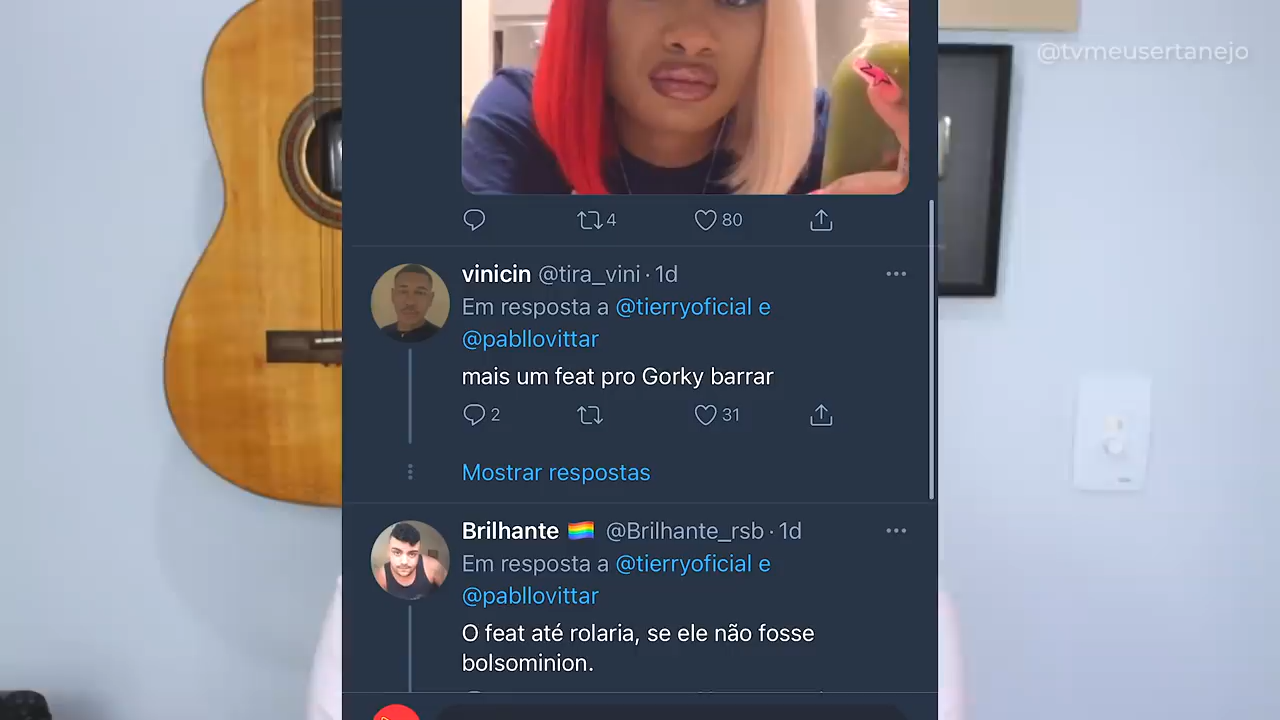 @tvmeusertanejo
4
80
vinicin @tira_vini · 1d
Em resposta a @tierryoficial e
@pabllovittar
mais um feat pro Gorky barrar
2
31
Mostrar respostas
Brilhante 🏳️‍🌈 @Brilhante_rsb · 1d
Em resposta a @tierryoficial e
@pabllovittar
O feat até rolaria, se ele não fosse
bolsominion.